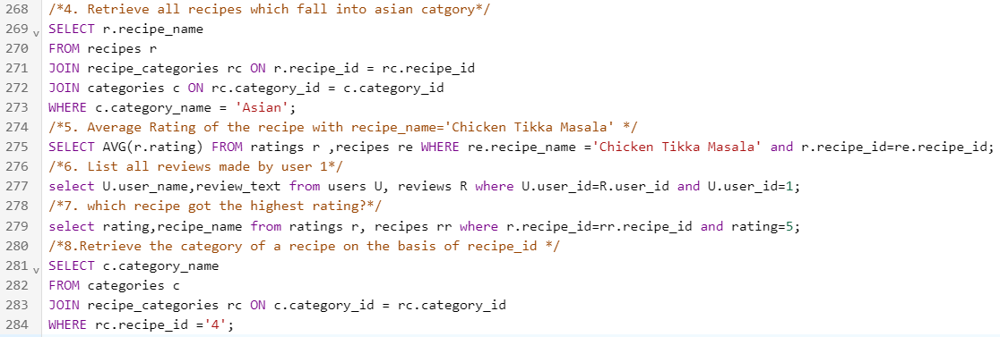 268 /*4. Retrieve all recipes which fall into asian catgory*/
269 v SELECT r.recipe_name
270 FROM recipes r
271 JOIN recipe_categories rc ON r.recipe_id = rc.recipe_id
272 JOIN categories c ON rc.category_id = c.category_id
273 WHERE c.category_name = 'Asian';
274 /*5. Average Rating of the recipe with recipe_name='Chicken Tikka Masala' */
275 SELECT AVG(r.rating) FROM ratings r ,recipes re WHERE re.recipe_name ='Chicken Tikka Masala' and r.recipe_id=re.recipe_id;
276 /*6. List all reviews made by user 1*/
277 select U.user_name,review_text from users U, reviews R where U.user_id=R.user_id and U.user_id=1;
278 /*7. which recipe got the highest rating?*/
279 select rating,recipe_name from ratings r, recipes rr where r.recipe_id=rr.recipe_id and rating=5;
280 /*8.Retrieve the category of a recipe on the basis of recipe_id */
281 v SELECT c.category_name
282 FROM categories c
283 JOIN recipe_categories rc ON c.category_id = rc.category_id
284 WHERE rc.recipe_id ='4';